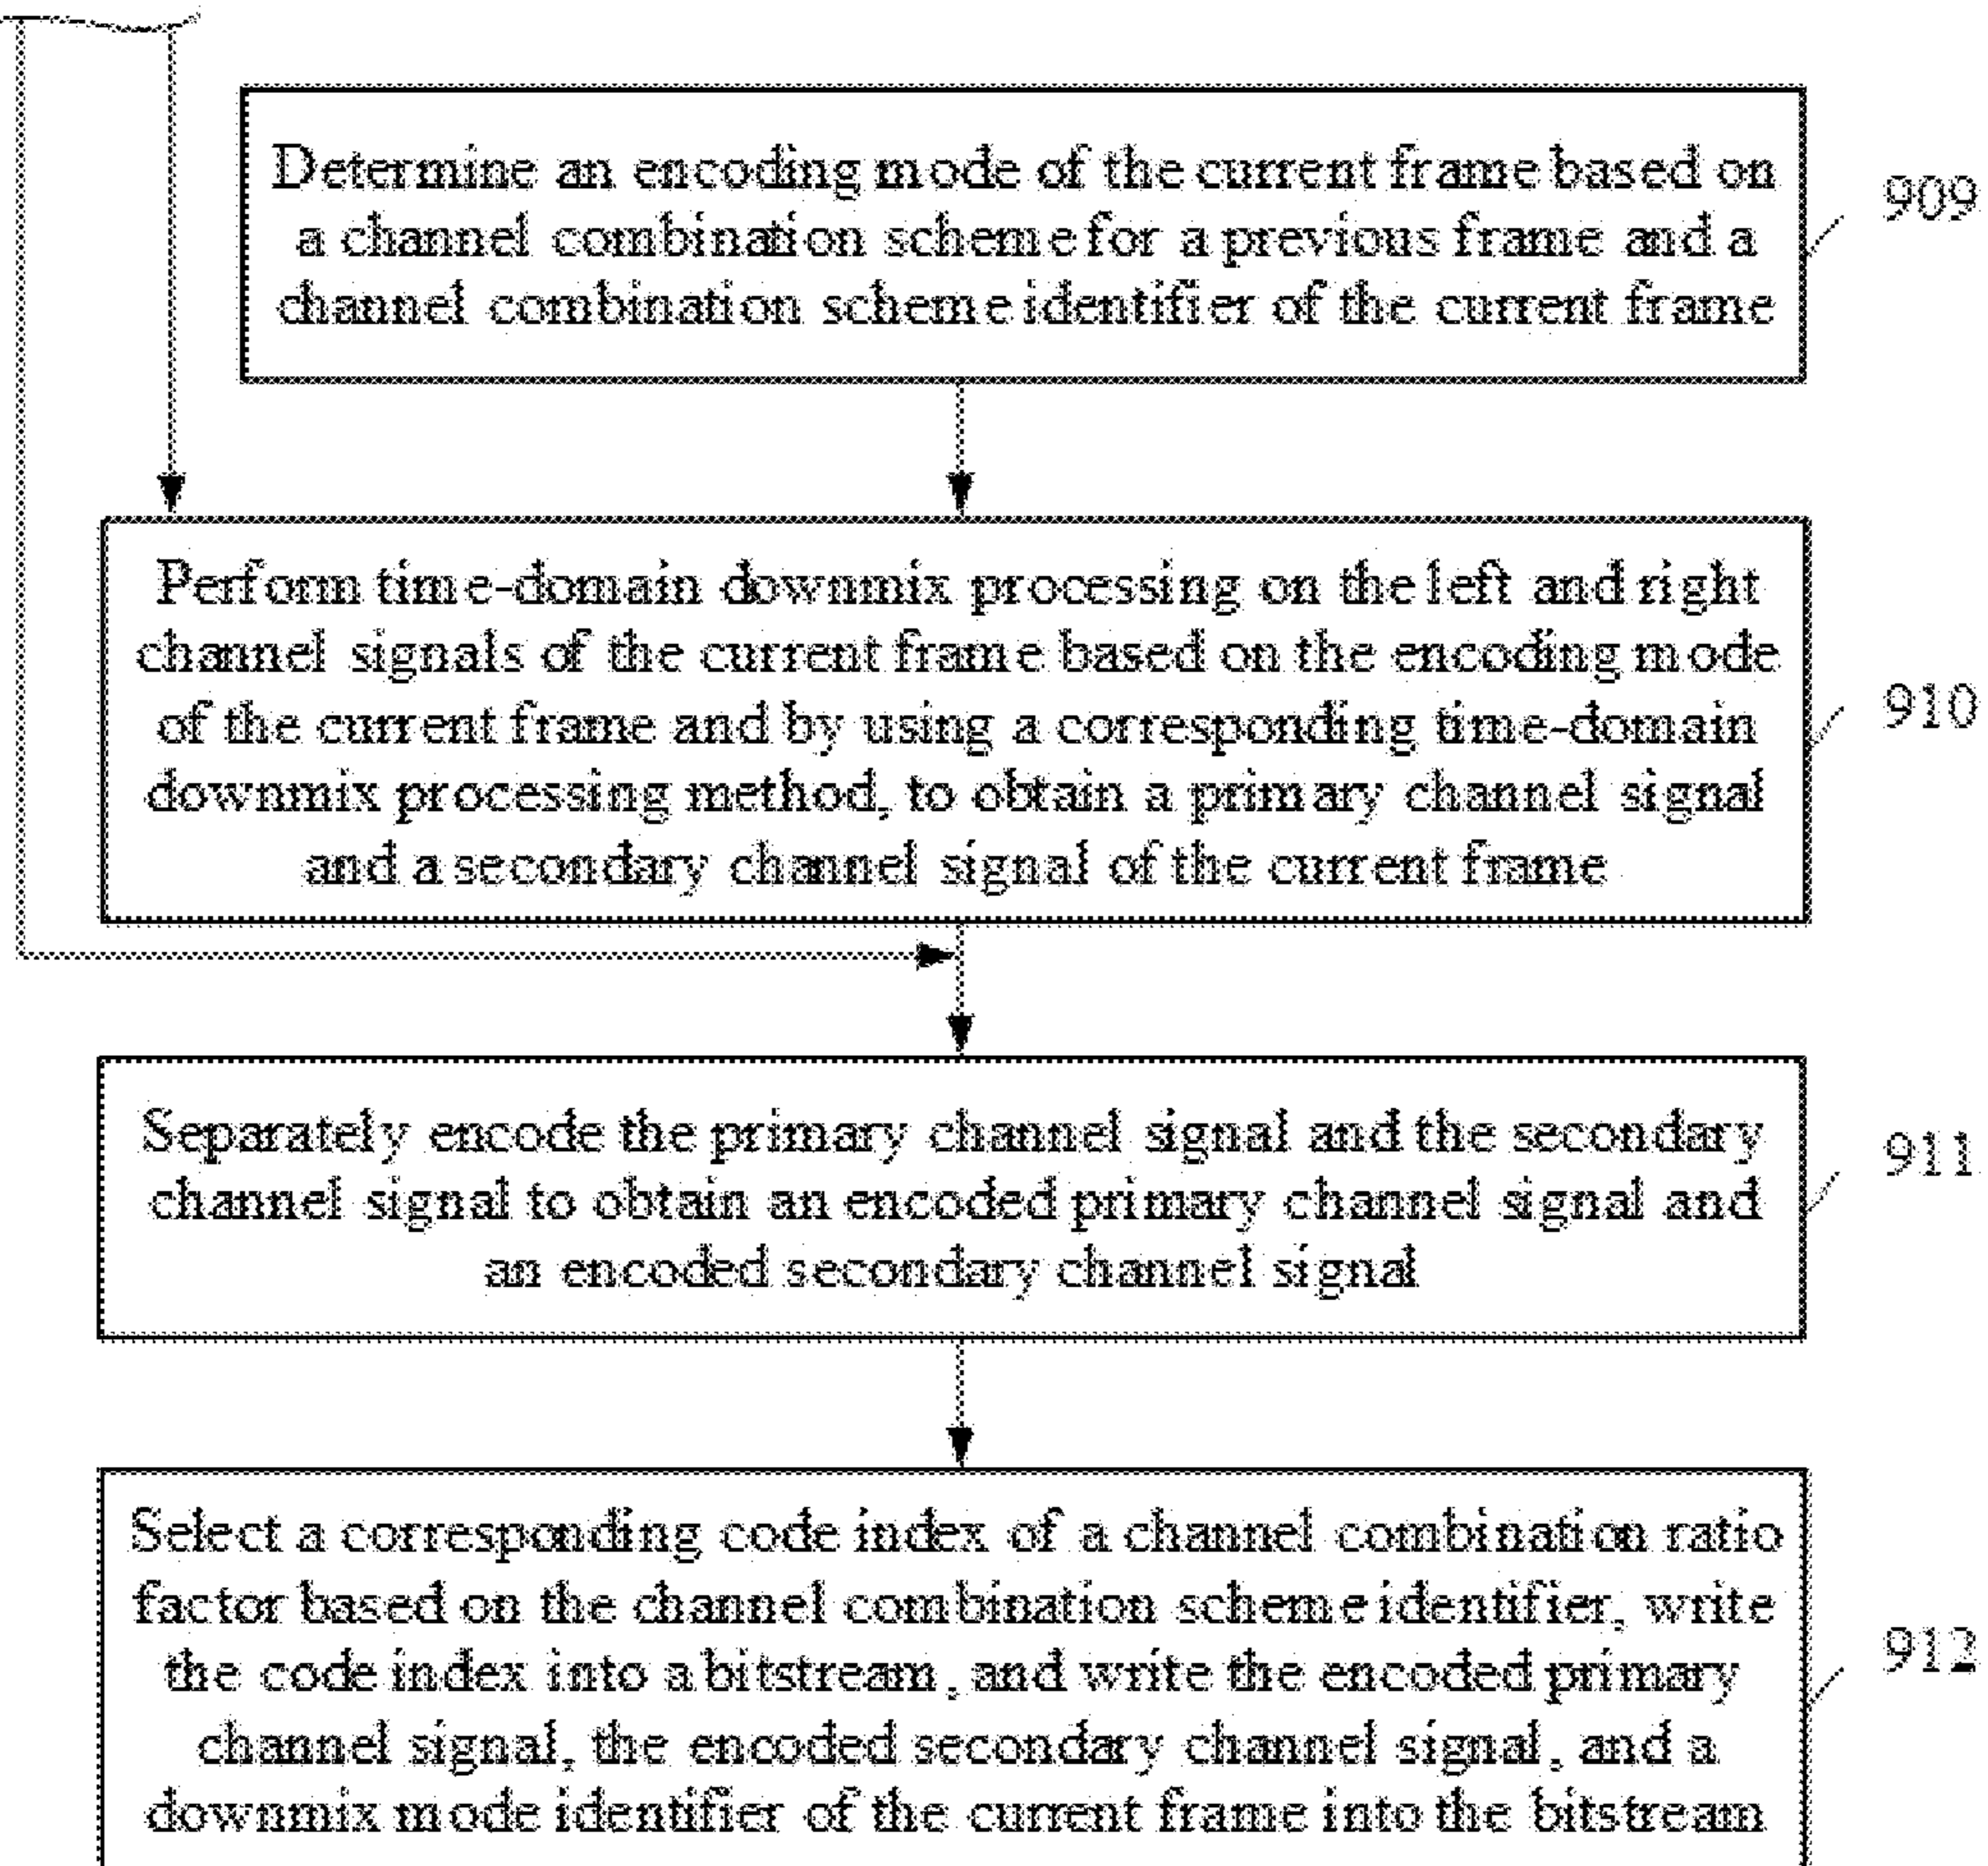 Determine an encoding mode of the current frame based on
a channel combination scheme for a previous frame and a
channel combination scheme identifier of the current frame
909
Perform time-domain downmix processing on the left and right
channel signals of the current frame based on the encoding mode
of the current frame and by using a corresponding time-domain
downmix processing method, to obtain a primary channel signal
and a secondary channel signal of the current frame
910
Separately encode the primary channel signal and the secondary
channel signal to obtain an encoded primary channel signal and
an encoded secondary channel signal
911
Select a corresponding code index of a channel combination ratio
factor based on the channel combination scheme identifier, write
the code index into a bitstream, and write the encoded primary
channel signal, the encoded secondary channel signal, and a
downmix mode identifier of the current frame into the bitstream
912